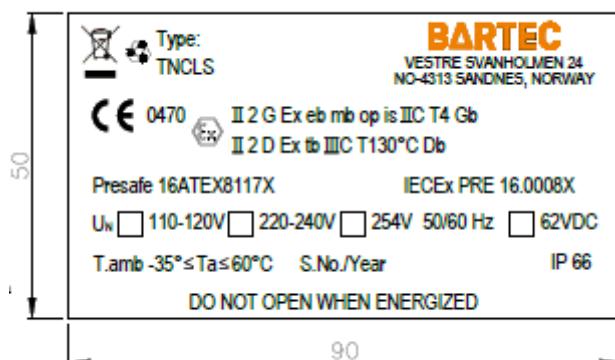 Type:
TNCLS
BARTEC
VESTRE SVANHOLMEN 24
NO-4313 SANDNES, NORWAY
CE 0470 Ex II 2 G Ex eb mb op is IIC T4 Gb
II 2 D Ex tb IIIC T130°C Db
Presafe 16ATEX8117X IECEx PRE 16.0008X
UN 110-120V 220-240V 254V 50/60 Hz 62VDC
T.amb -35°≤Ta≤60°C S.No./Year IP 66
DO NOT OPEN WHEN ENERGIZED
50
90